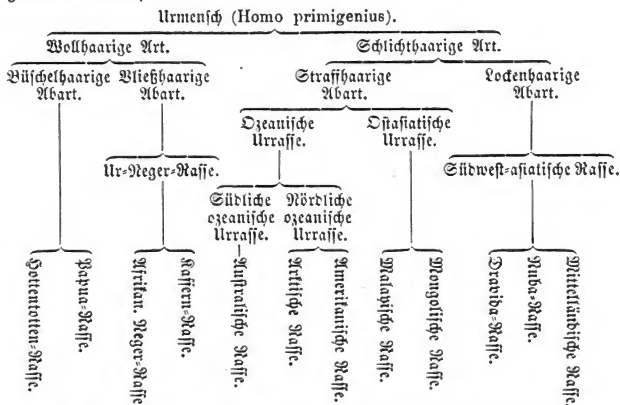 Urmensch (Homo primigenius).
Wollhaarige Art.
Schlichthaarige Art.
Büschelhaarige Abart.
Vließhaarige Abart.
Straffhaarige Abart.
Lockenhaarige Abart.
Ozeanische Urrasse.
Ostasiatische Urrasse.
Ur-Neger-Rasse.
Südwest-asiatische Rasse.
Südliche ozeanische Urrasse.
Nördliche ozeanische Urrasse.
Hottentotten-Rasse.
Papua-Rasse.
Afrikan. Neger-Rasse
Kaffern-Rasse.
Australische Rasse.
Arktische Rasse.
Amerikanische Rasse.
Malayische Rasse.
Mongolische Rasse.
Dravida-Rasse.
Nuba-Rasse.
Mittelländische Rasse.